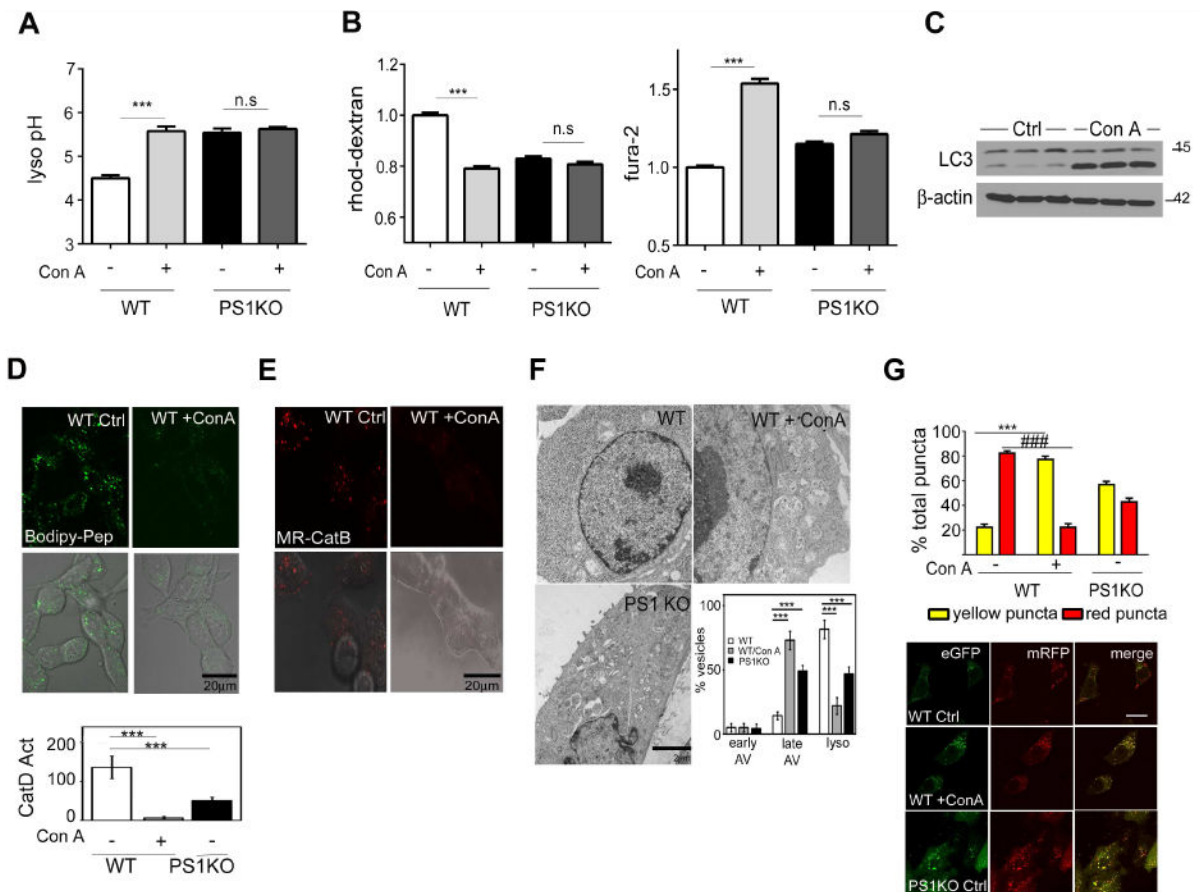 A
lyso pH
7
6
5
4
3
***
n.s
Con A - + - +
WT PS1KO
B
rhod-dextran
1.2
1.0
0.8
0.6
***
n.s
Con A - + - +
WT PS1KO
fura-2
1.5
1.0
0.5
***
n.s
Con A - + - +
WT PS1KO
C
Ctrl Con A
LC3 15
β-actin 42
D
WT Ctrl WT +ConA
Bodipy-Pep
20µm
CatD Act
200
100
0
***
***
Con A - + -
WT PS1KO
E
WT Ctrl WT +ConA
MR-CatB
20µm
F
WT WT + ConA
PS1 KO
% vesicles
100
50
0
WT
WT/Con A
PS1KO
***
***
***
***
early late lyso
AV AV
G
% total puncta
100
80
60
40
20
***
###
Con A - + -
WT PS1KO
yellow puncta red puncta
eGFP mRFP merge
WT Ctrl
WT +ConA
PS1KO Ctrl